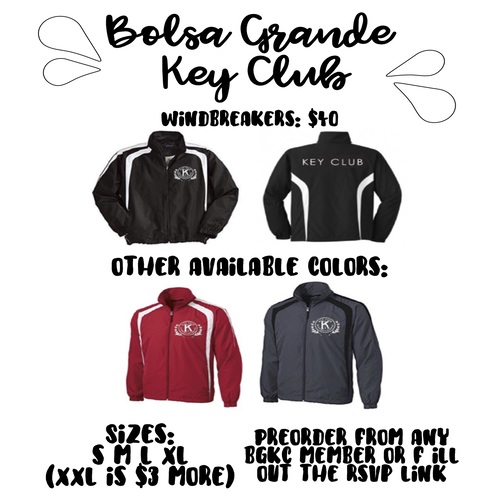 Bolsa Grande
Key Club
WINDBREAKERS: $40
K
KEY CLUB
OTHER AVAILABLE COLORS:
K
K
SIZES:
S M L XL
(XXL IS $3 MORE)
PREORDER FROM ANY
BGKC MEMBER OR F ILL
OUT THE RSVP LINK